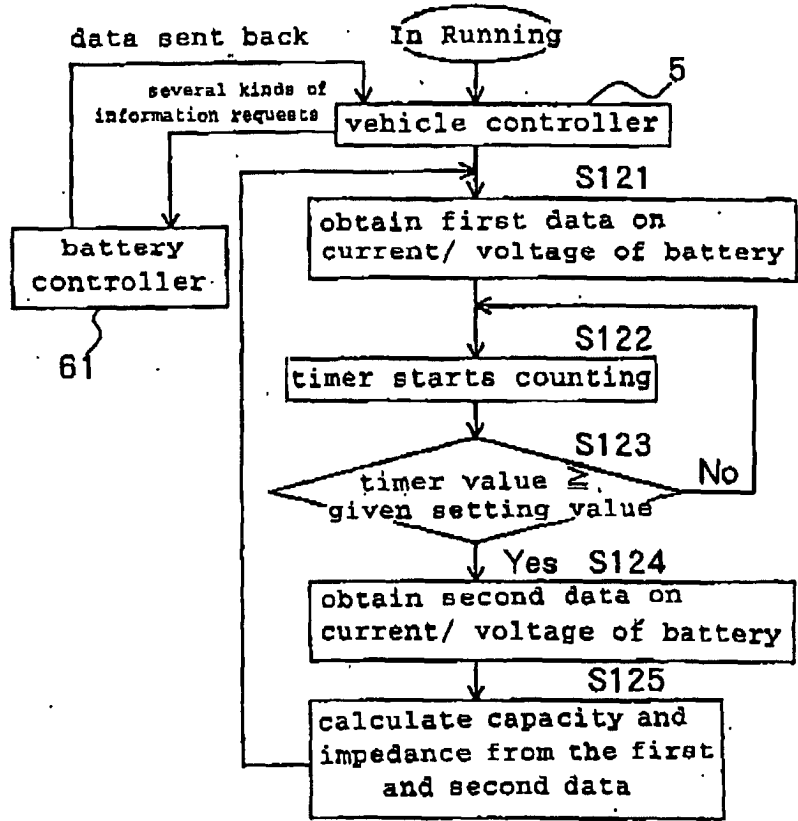 data sent back
In Running
several kinds of
information requests
5
vehicle controller
S121
obtain first data on
current/ voltage of battery
battery
controller
61
S122
timer starts counting
S123
timer value ≧
given setting value
No
Yes S124
obtain second data on
current/ voltage of battery
S125
calculate capacity and
impedance from the first
and second data